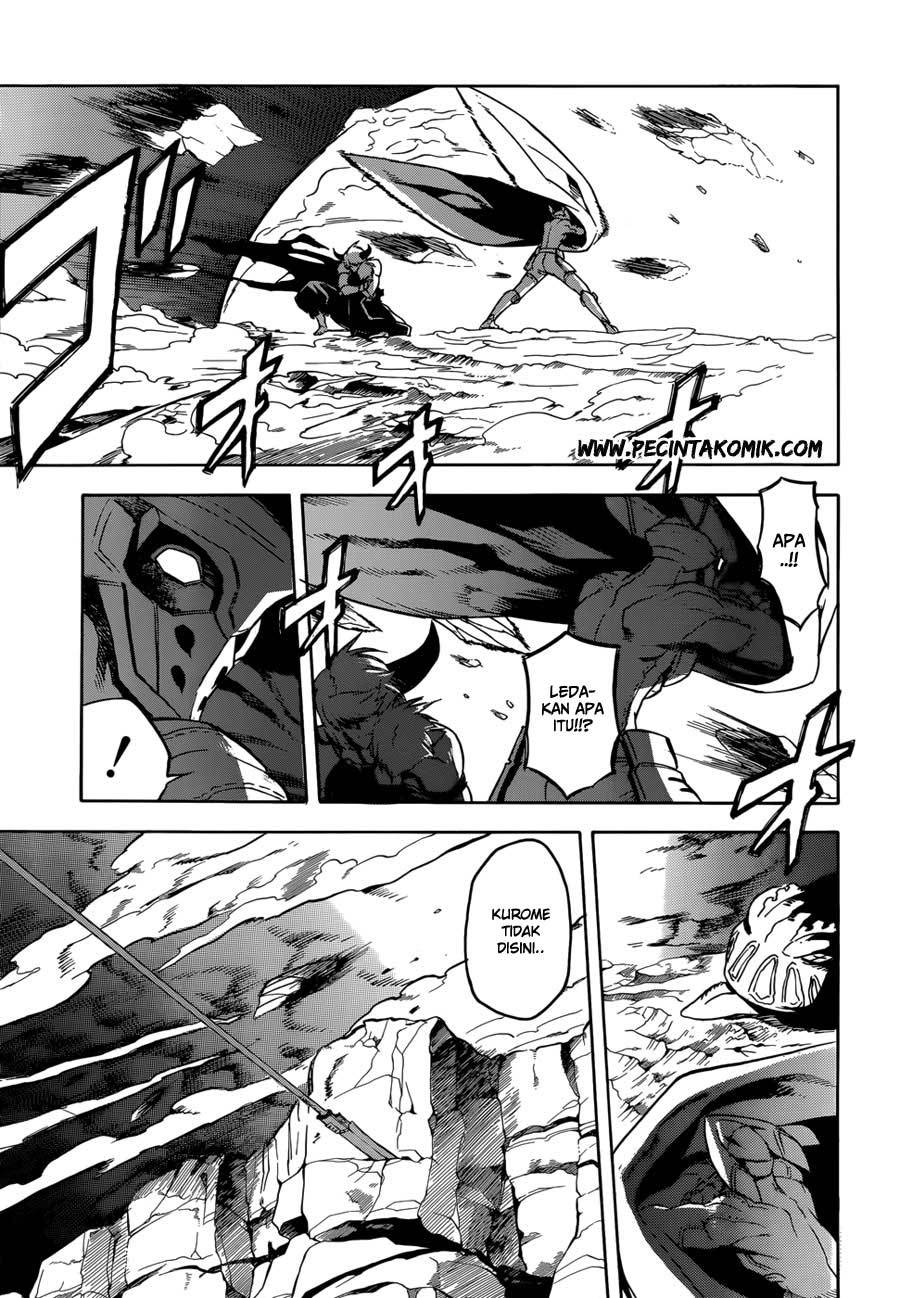 ゴ
オ
オ
オ
WWW.PECINTAKOMIK.COM
APA
..!!
LEDA-
KAN APA
ITU!!?
オ
!
オ
KUROME
TIDAK
DISINI..